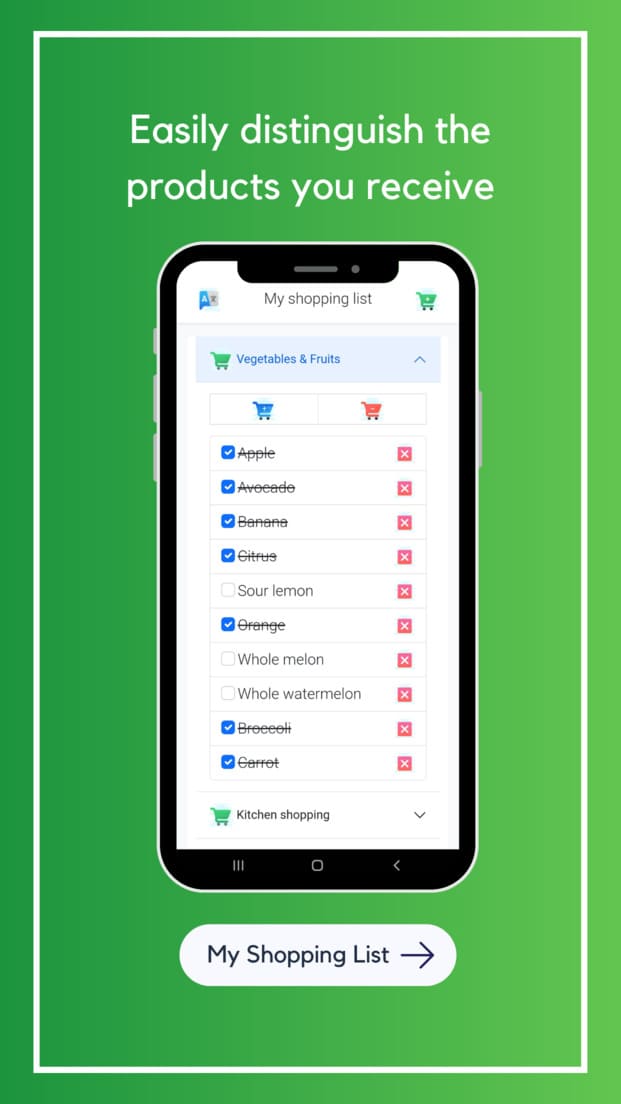 Easily distinguish the
products you receive
My shopping list
Vegetables & Fruits
Apple
Avocado
Banana
Citrus
Sour lemon
Orange
Whole melon
Whole watermelon
Broccoli
Carrot
Kitchen shopping
My Shopping List